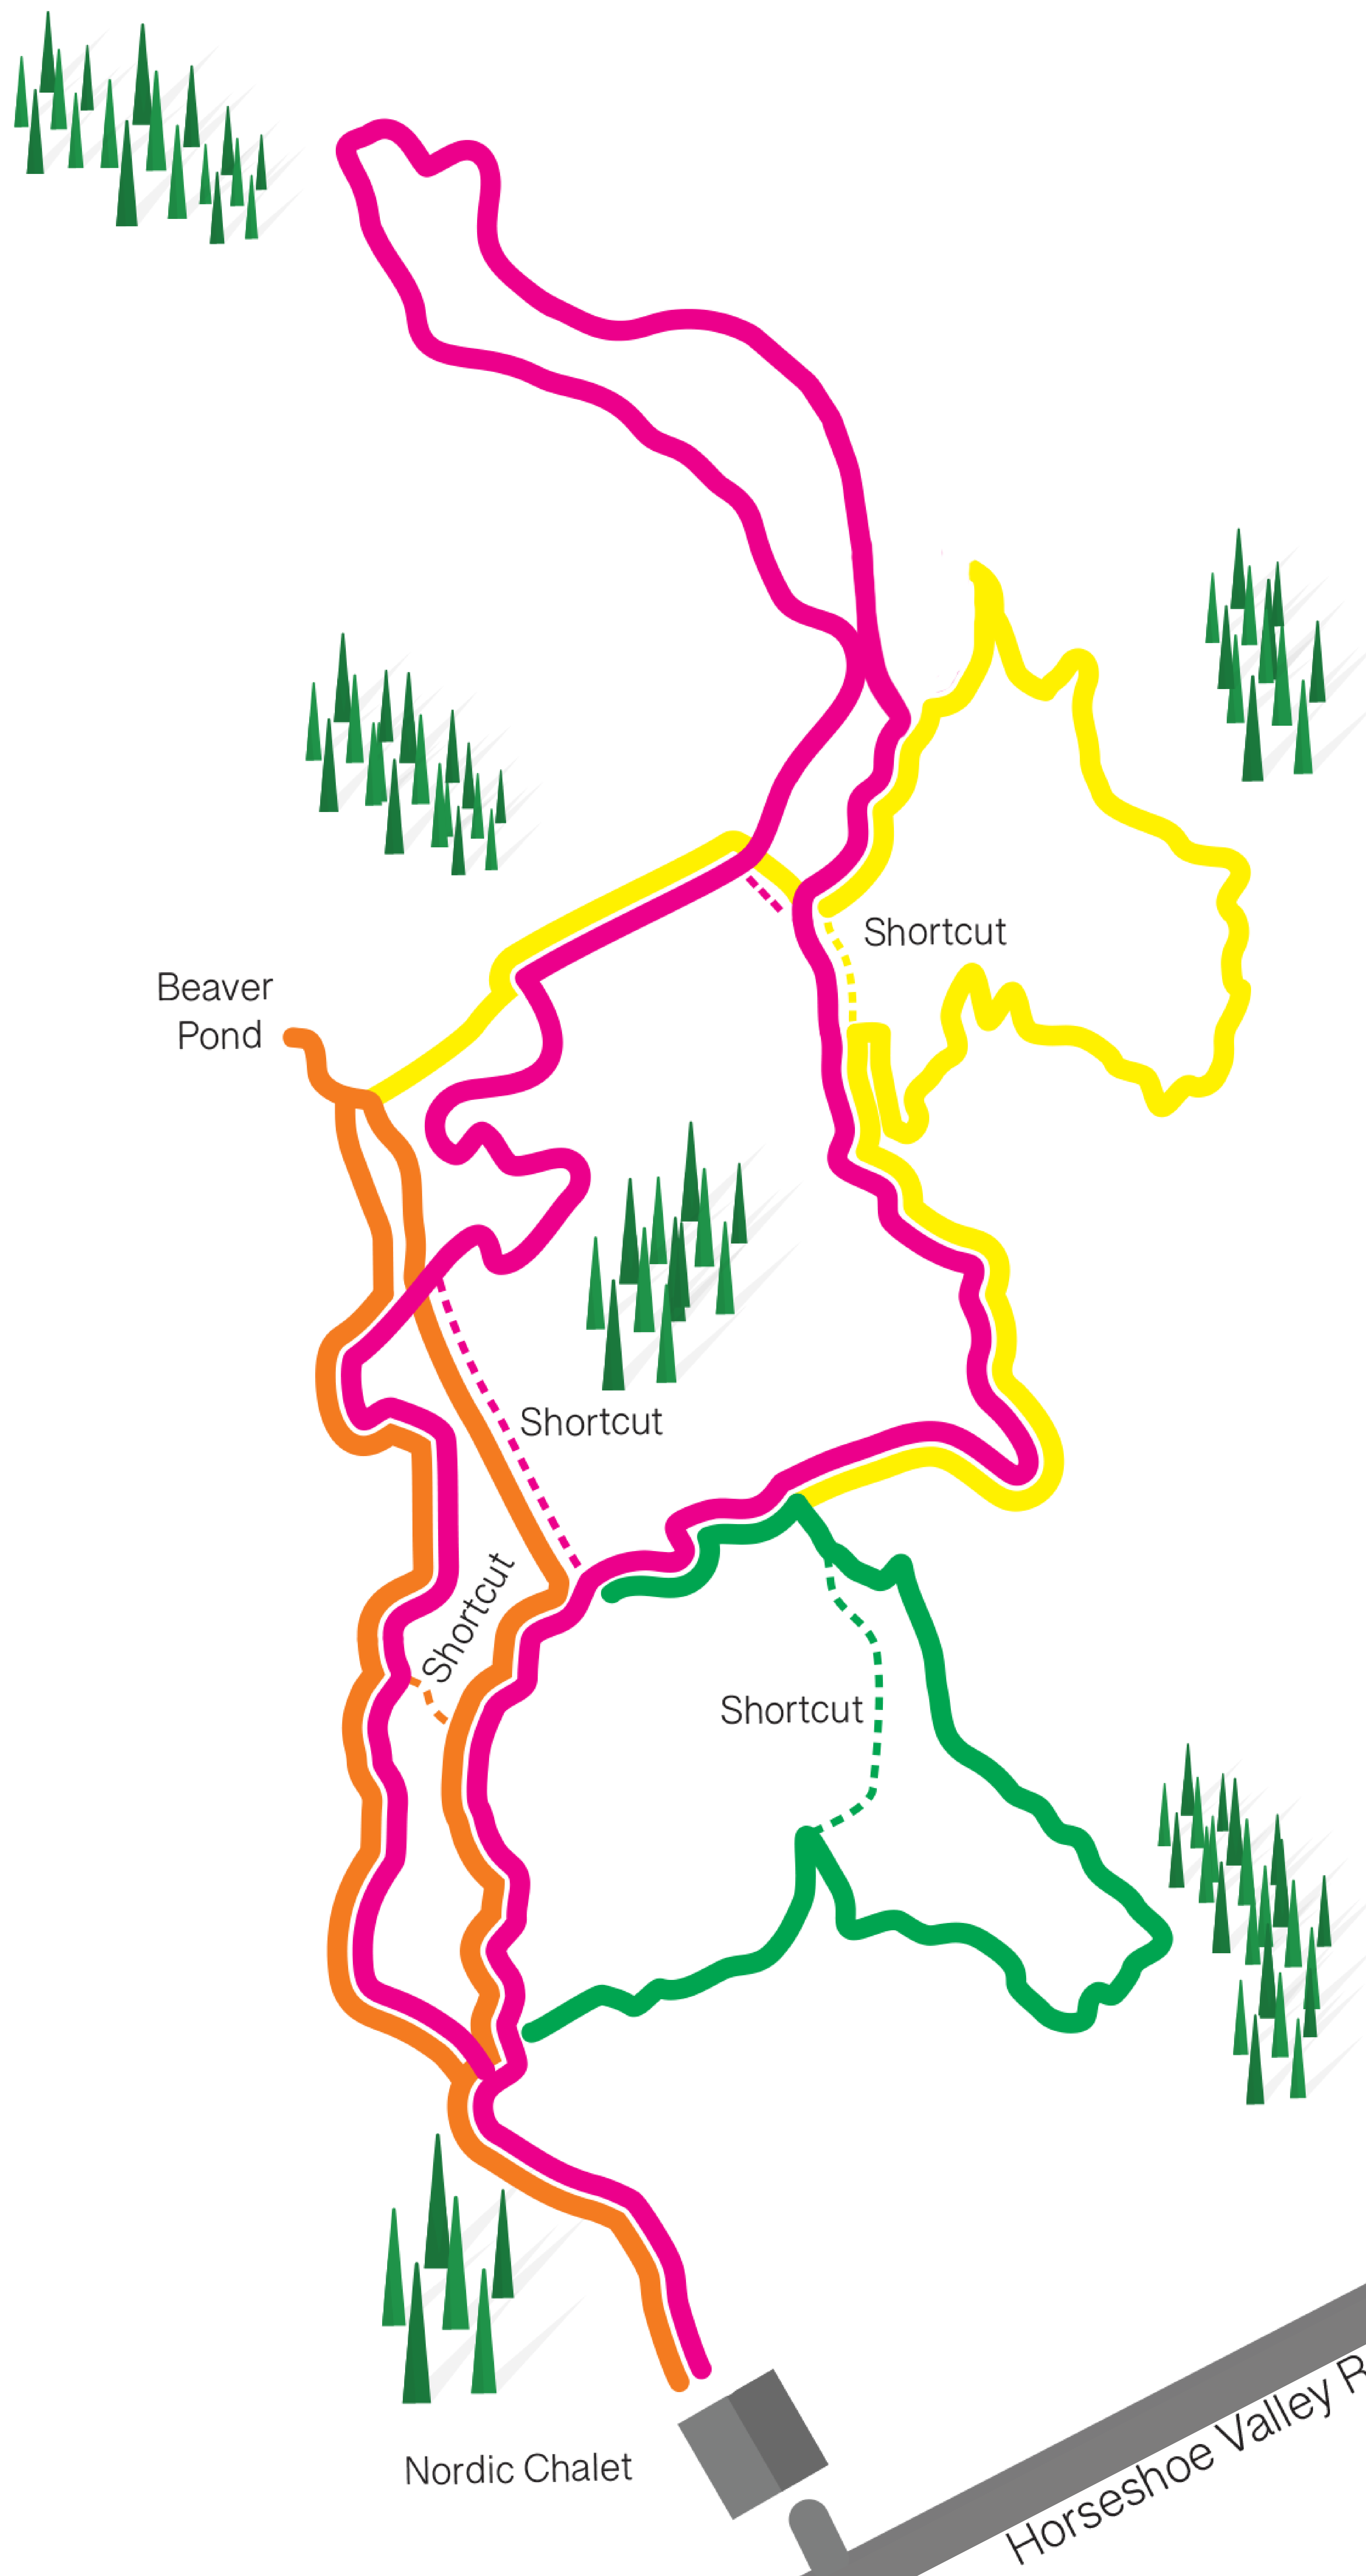 Shortcut
Beaver
Pond
Shortcut
Shortcut
Shortcut
Nordic Chalet
Horseshoe Valley R